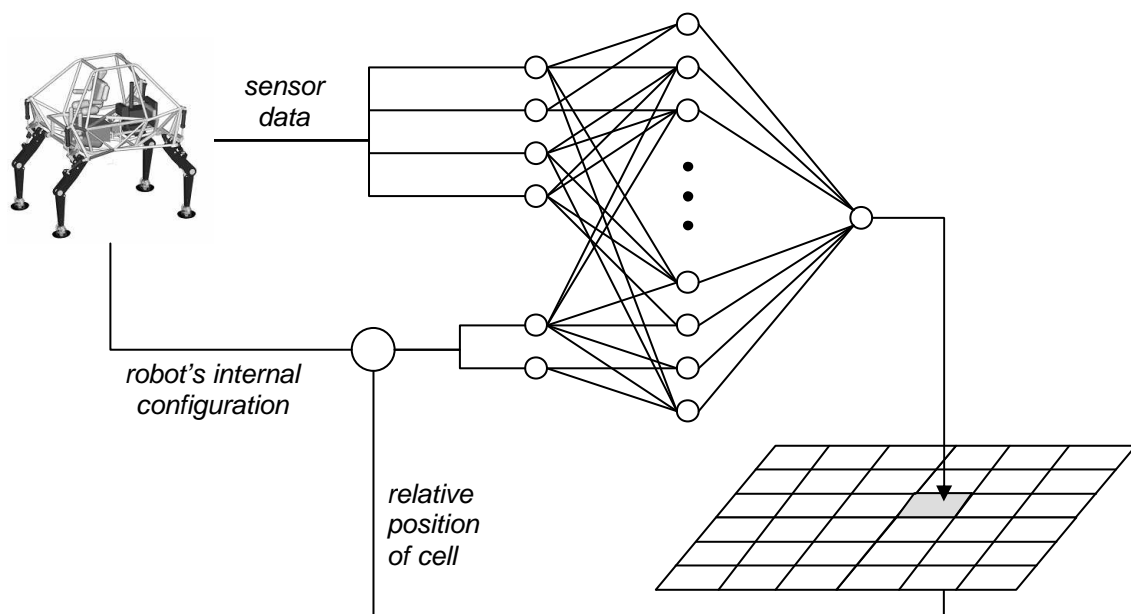 sensor
data
robot's internal
configuration
relative
position
of cell